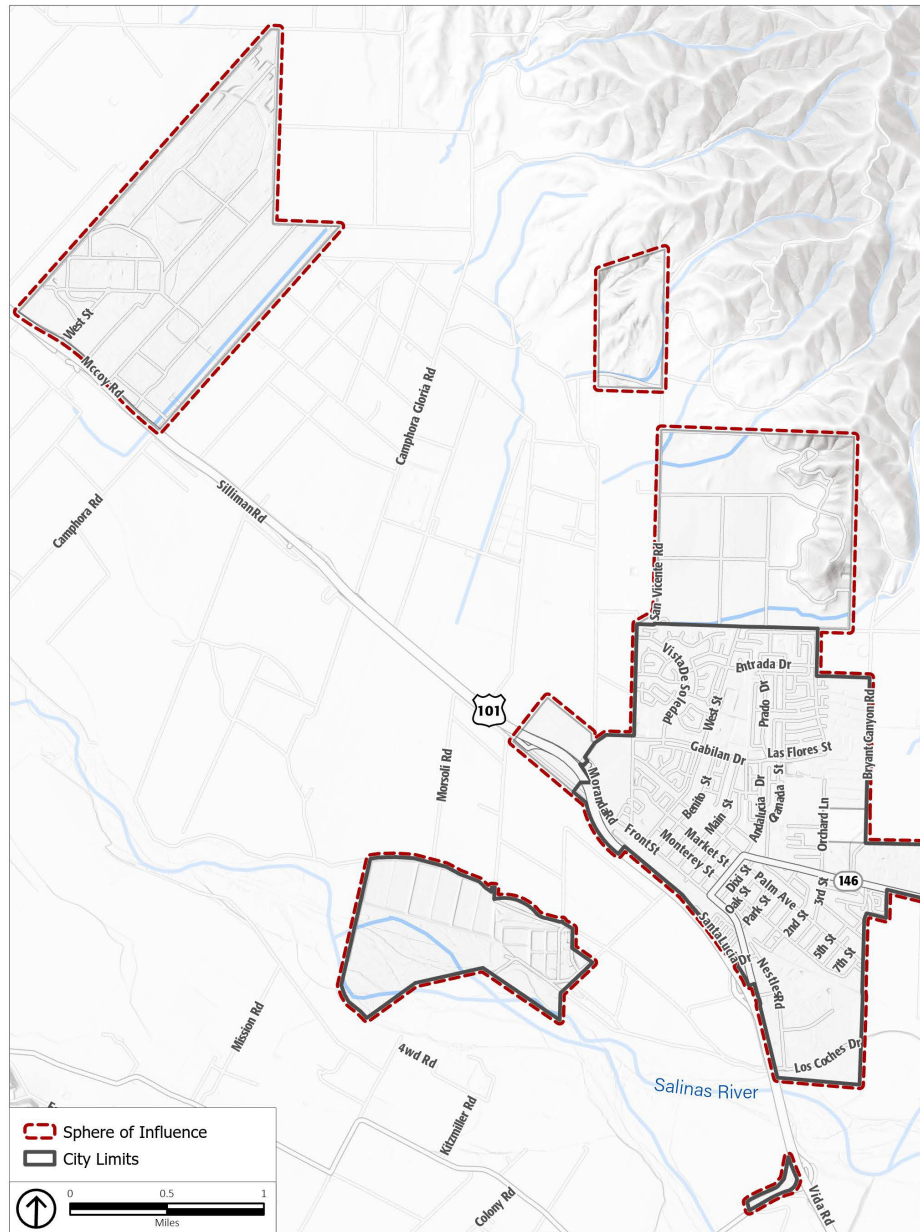 West St
Mccoy Rd
Camphora Gloria Rd
Camphora Rd
Silliman Rd
San Vicente Rd
Vista De Soledad
Entrada Dr
West St
Prado Dr
Bryant Canyon Rd
101
Gabilan Dr
Las Flores St
Morsoli Rd
Moranda Rd
Benito St
Main St
Andalucia Dr
Granada St
Orchard Ln
Front St
Monterey St
Market St
146
Dixi St
Oak St
Palm Ave
Park St
3rd St
2nd St
5th St
7th St
Santa Lucia Dr
Nestles Rd
Mission Rd
4wd Rd
Los Coches Dr
Salinas River
Kitzmiller Rd
Colony Rd
Vida Rd
Sphere of Influence
City Limits
0 0.5 1
Miles